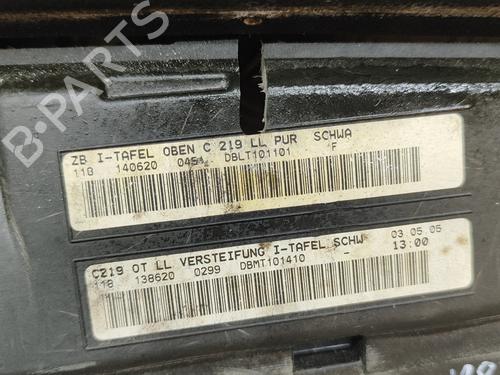 ZB I-TAFEL OBEN C 219 LL PUR SCHWA
118 140620 0454 DBLT101101 F
C219 OT LL VERSTEIFUNG I-TAFEL SCHW 03.05.05
118 138620 0299 DBMT101410 - 13:00
B-PARTS